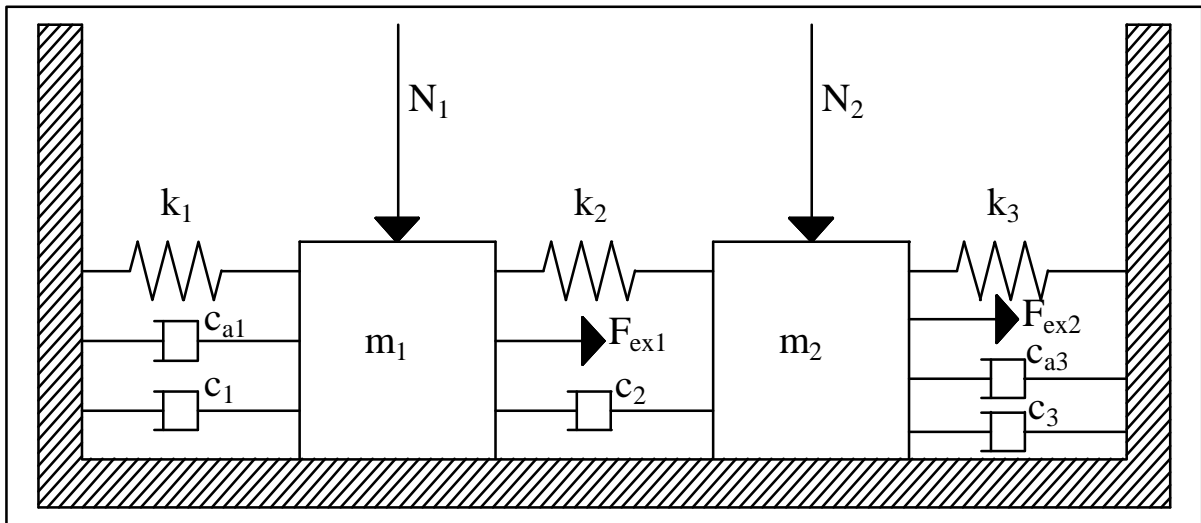 N₁
N₂
k₁
k₂
k₃
cₐ₁
m₁
Fₑₓ₁
m₂
Fₑₓ₂
cₐ₃
c₁
c₂
c₃